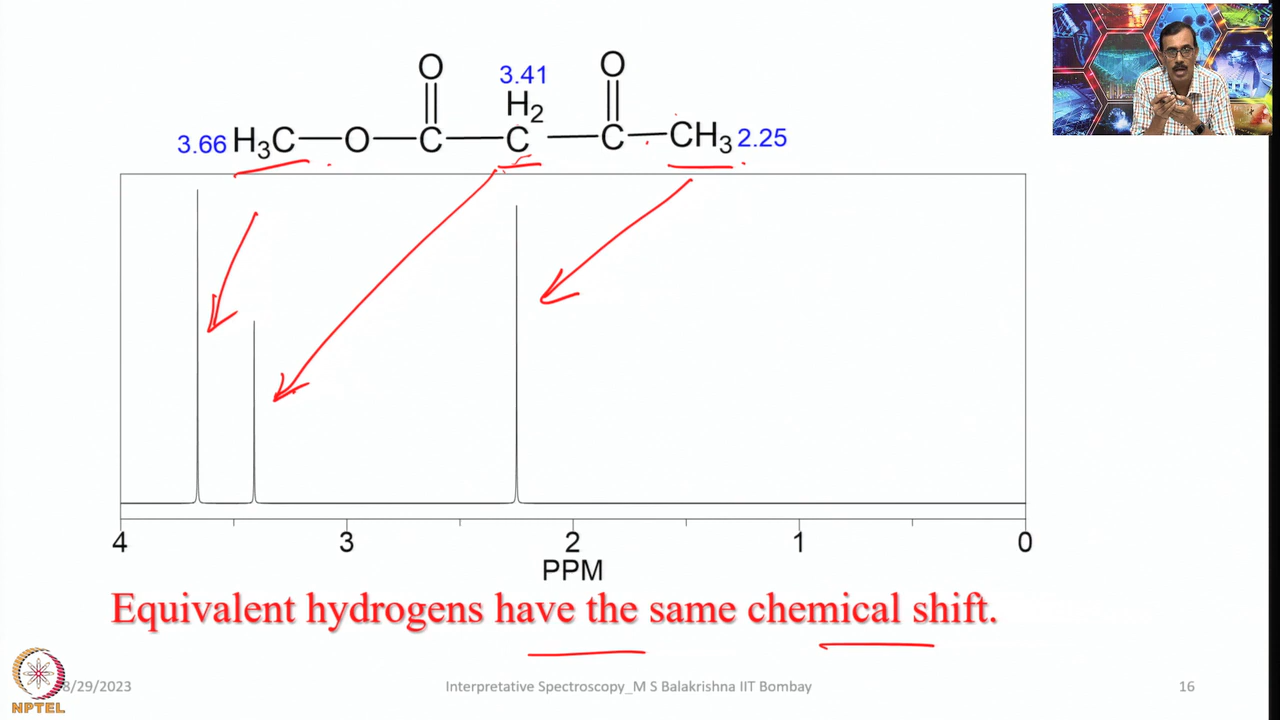 O
O
3.41
H2
3.66 H3C—O—C—C—C—CH3 2.25
4 3 2 1 0
PPM
Equivalent hydrogens have the same chemical shift.
8/29/2023
Interpretative Spectroscopy_M S Balakrishna IIT Bombay
16
NPTEL